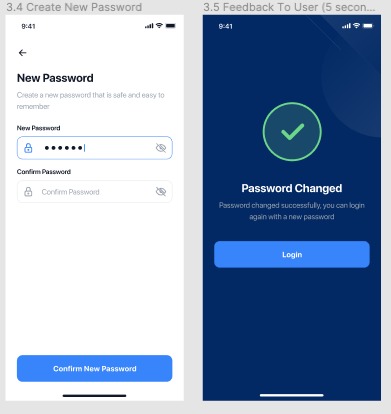 3.4 Create New Password
9:41
New Password
Create a new password that is safe and easy to
remember
New Password
Confirm Password
Confirm Password
Confirm New Password
3.5 Feedback To User (5 secon...
9:41
Password Changed
Password changed succesfully, you can login
again with a new password
Login